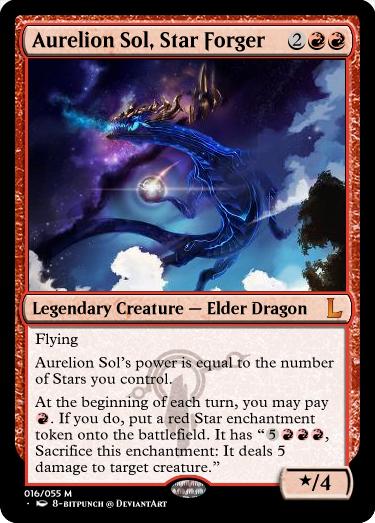 Aurelion Sol, Star Forger 2
Legendary Creature — Elder Dragon L
Flying
Aurelion Sol's power is equal to the number
of Stars you control.
At the beginning of each turn, you may pay
. If you do, put a red Star enchantment
token onto the battlefield. It has “5,
Sacrifice this enchantment: It deals 5
damage to target creature.”
*/4
016/055 M
· 8-bitpunch @ DeviantArt